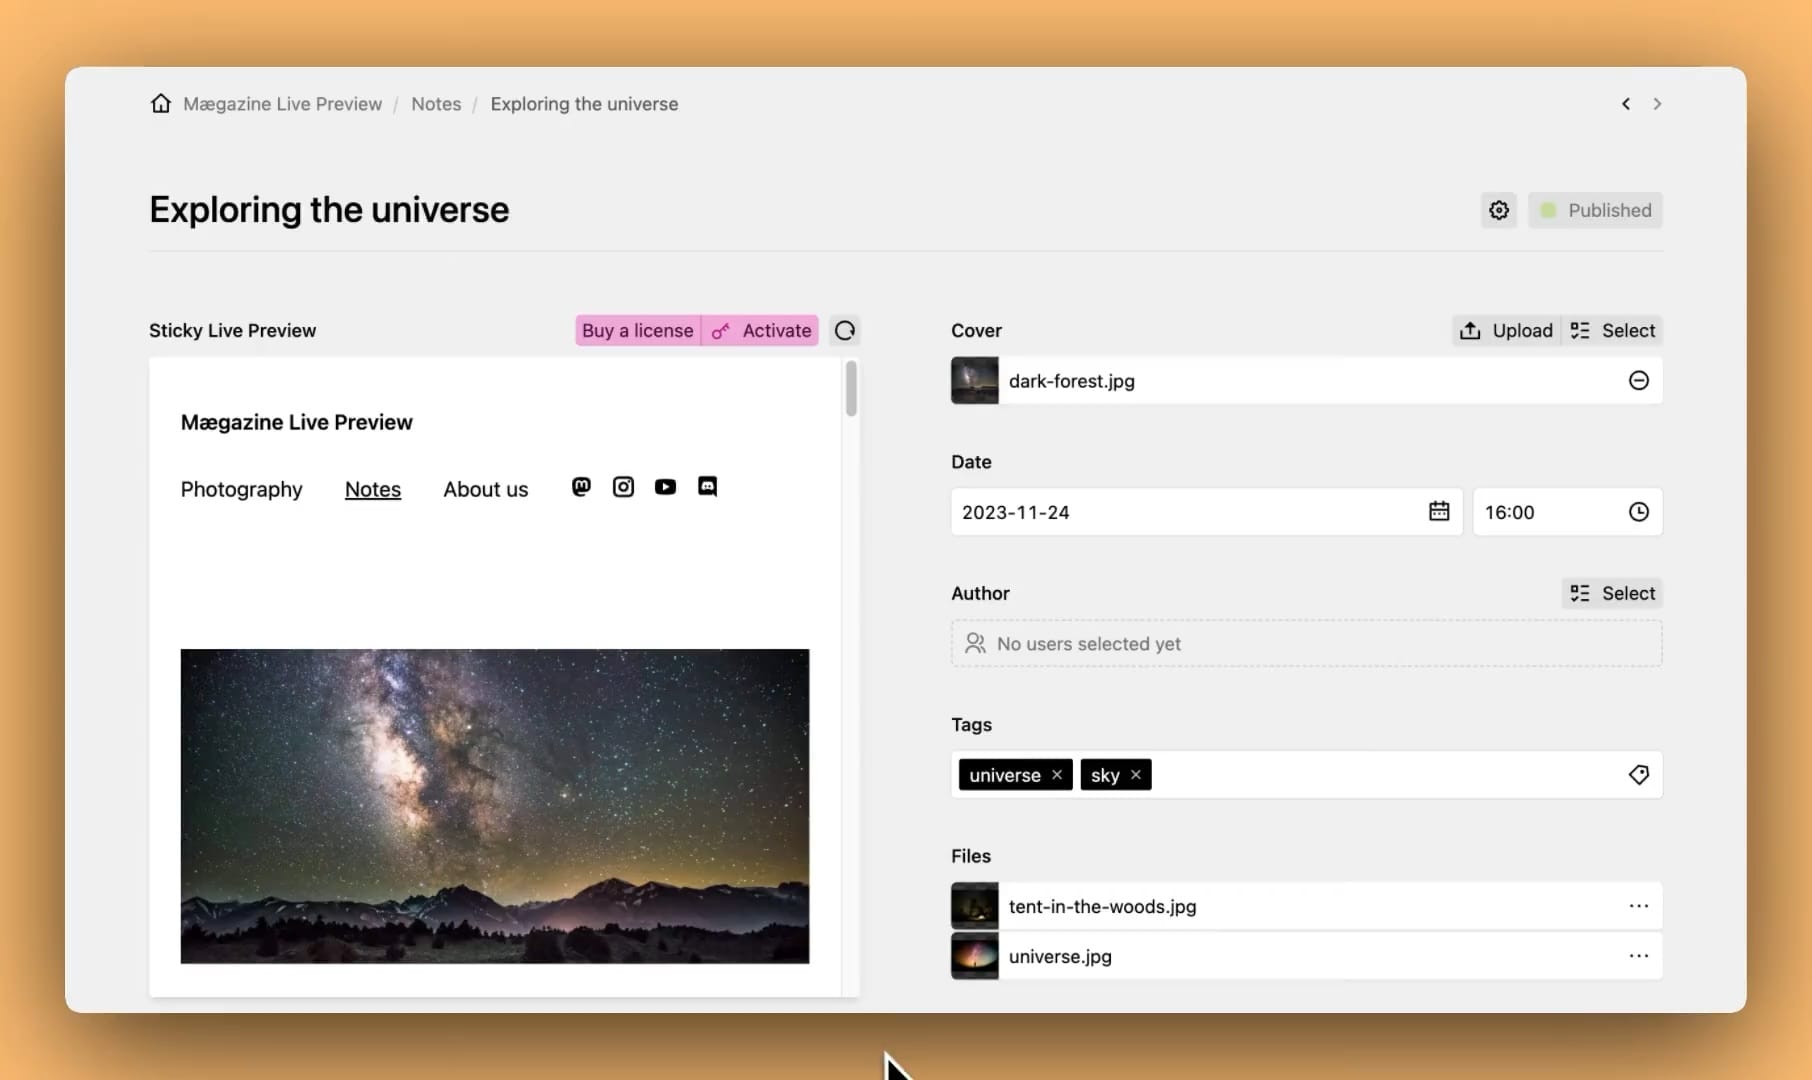 Mægazine Live Preview / Notes / Exploring the universe
Exploring the universe
Published
Sticky Live Preview
Buy a license
Activate
Mægazine Live Preview
Photography Notes About us
Cover
Upload
Select
dark-forest.jpg
Date
2023-11-24
16:00
Author
Select
No users selected yet
Tags
universe ×
sky ×
Files
tent-in-the-woods.jpg
universe.jpg